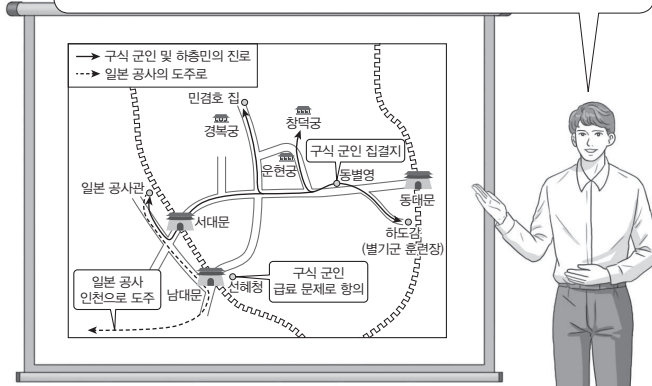 → 구식 군인 및 하층민의 진로
⇢ 일본 공사의 도주로
민겸호 집
경복궁
창덕궁
운현궁
구식 군인 집결지
동별영
일본 공사관
서대문
동대문
하도감
(별기군 훈련장)
일본 공사
인천으로 도주
남대문
선혜청
구식 군인
급료 문제로 항의